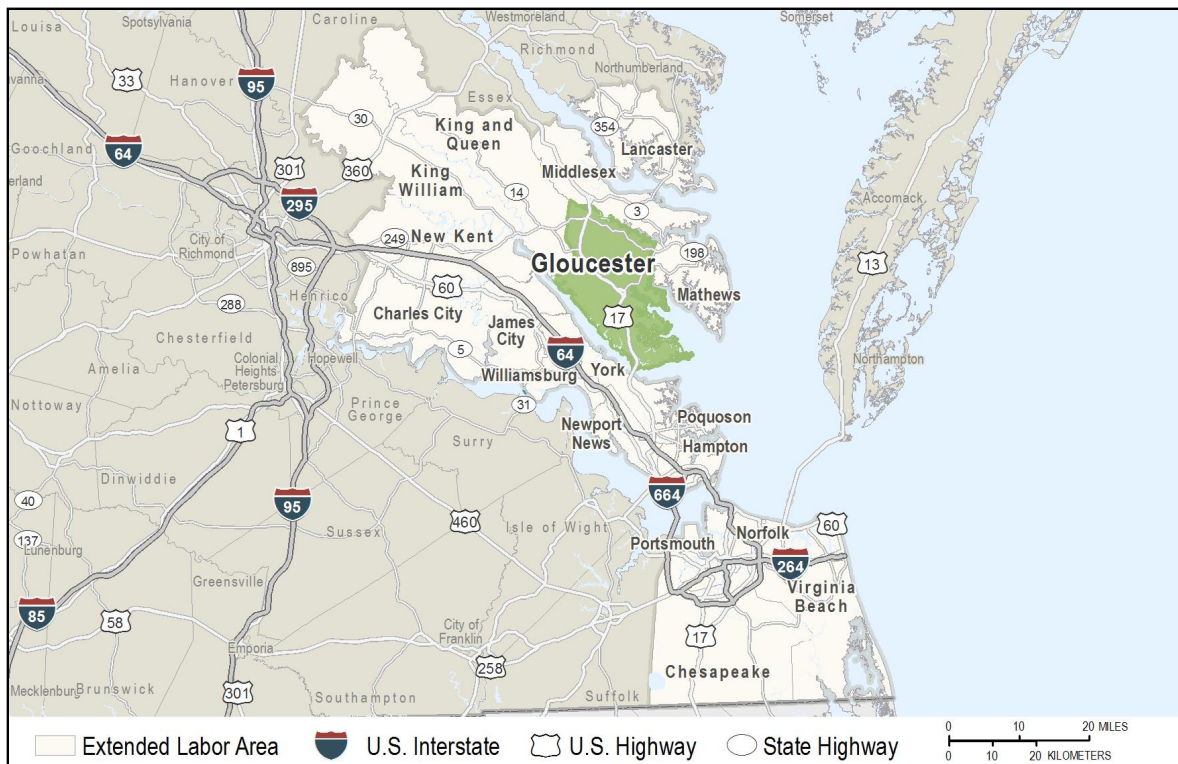 Spotsylvania
Caroline
Westmoreland
Somerset
Louisa
Richmond
33
Hanover
95
Northumberland
Essex
30
King and
Queen
354
Lancaster
Goochland
64
301
360
Middlesex
King
William
295
14
3
Accomack
Powhatan
City of
Richmond
249
New Kent
Gloucester
198
13
895
60
Mathews
Henrico
288
Charles City
James
City
17
Chesterfield
5
64
York
Northampton
Amelia
Colonial
Heights
Petersburg
Hopewell
Williamsburg
Nottoway
Prince
George
31
Poquoson
1
Surry
Newport
News
Hampton
Dinwiddie
40
95
664
460
Isle of Wight
60
137
Sussex
Norfolk
Lunenburg
Portsmouth
264
Greensville
Virginia
Beach
85
58
City of
Franklin
17
Emporia
258
Chesapeake
Mecklenburg
Brunswick
301
Southampton
Suffolk
Extended Labor Area
U.S. Interstate
U.S. Highway
State Highway
0 10 20 MILES
0 10 20 KILOMETERS